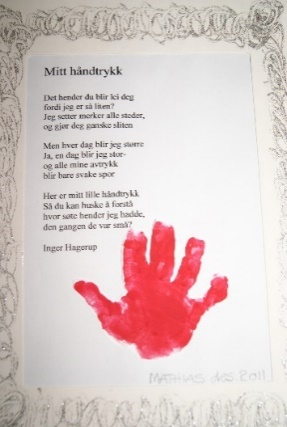 Mitt håndtrykk
Det hender du blir lei deg
fordi jeg er så liten?
Jeg setter merker alle steder,
og gjør deg ganske sliten
Men hver dag blir jeg større
Ja, en dag blir jeg stor-
og alle mine avtrykk
blir bare svake spor
Her er mitt lille håndtrykk
Så du kan huske å forstå
hvor søte hender jeg hadde,
den gangen de var små?
Inger Hagerup
MATHIAS des 2011